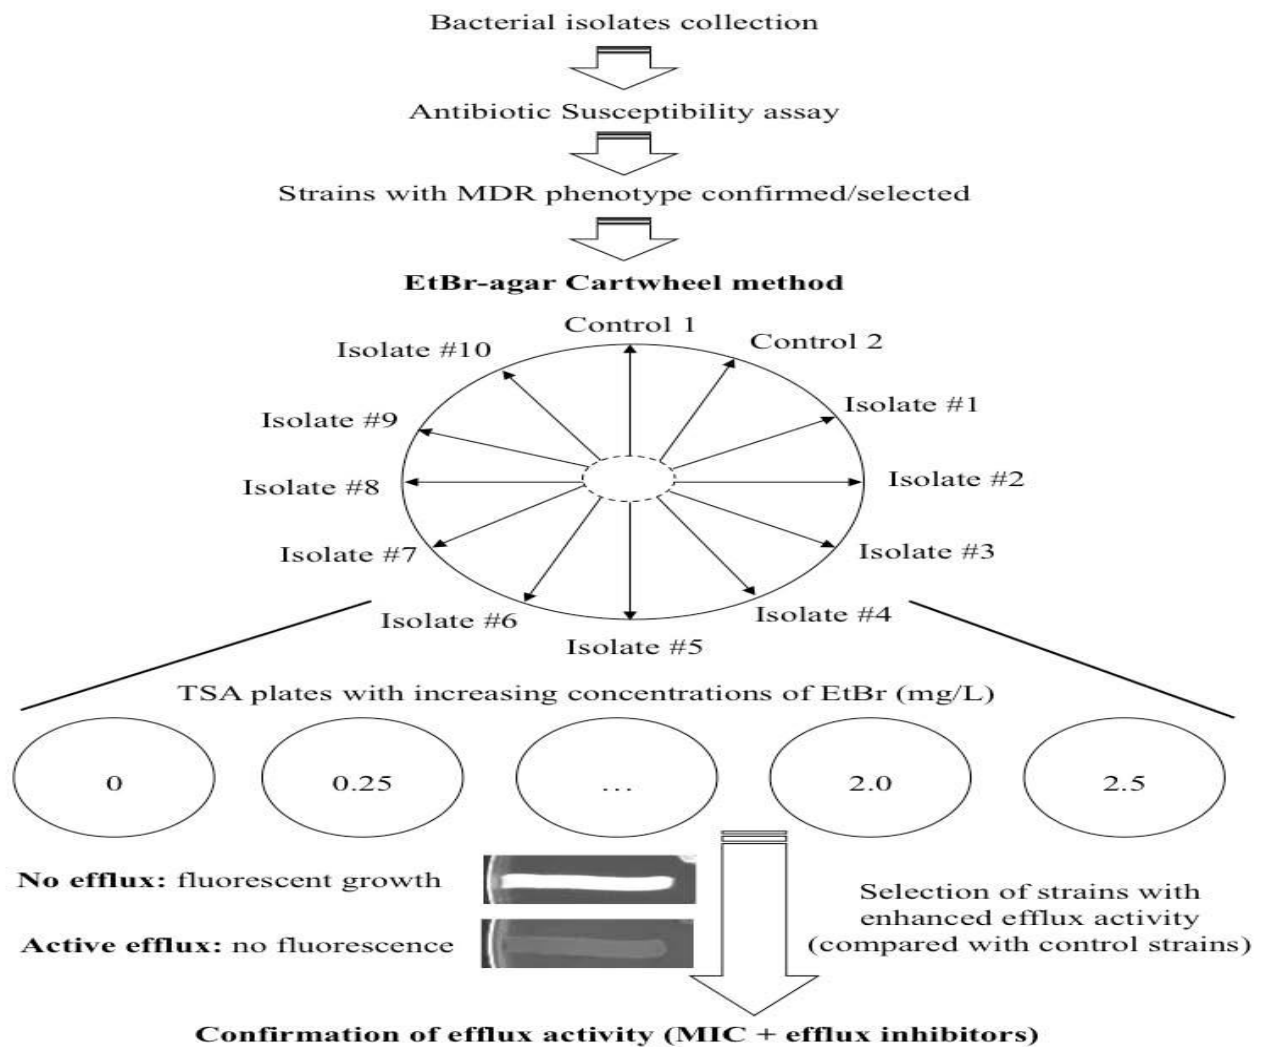 Bacterial isolates collection
Antibiotic Susceptibility assay
Strains with MDR phenotype confirmed/selected
EtBr-agar Cartwheel method
Control 1
Control 2
Isolate #10
Isolate #1
Isolate #9
Isolate #2
Isolate #8
Isolate #3
Isolate #7
Isolate #4
Isolate #6
Isolate #5
TSA plates with increasing concentrations of EtBr (mg/L)
0
0.25
...
2.0
2.5
No efflux: fluorescent growth
Active efflux: no fluorescence
Selection of strains with
enhanced efflux activity
(compared with control strains)
Confirmation of efflux activity (MIC + efflux inhibitors)